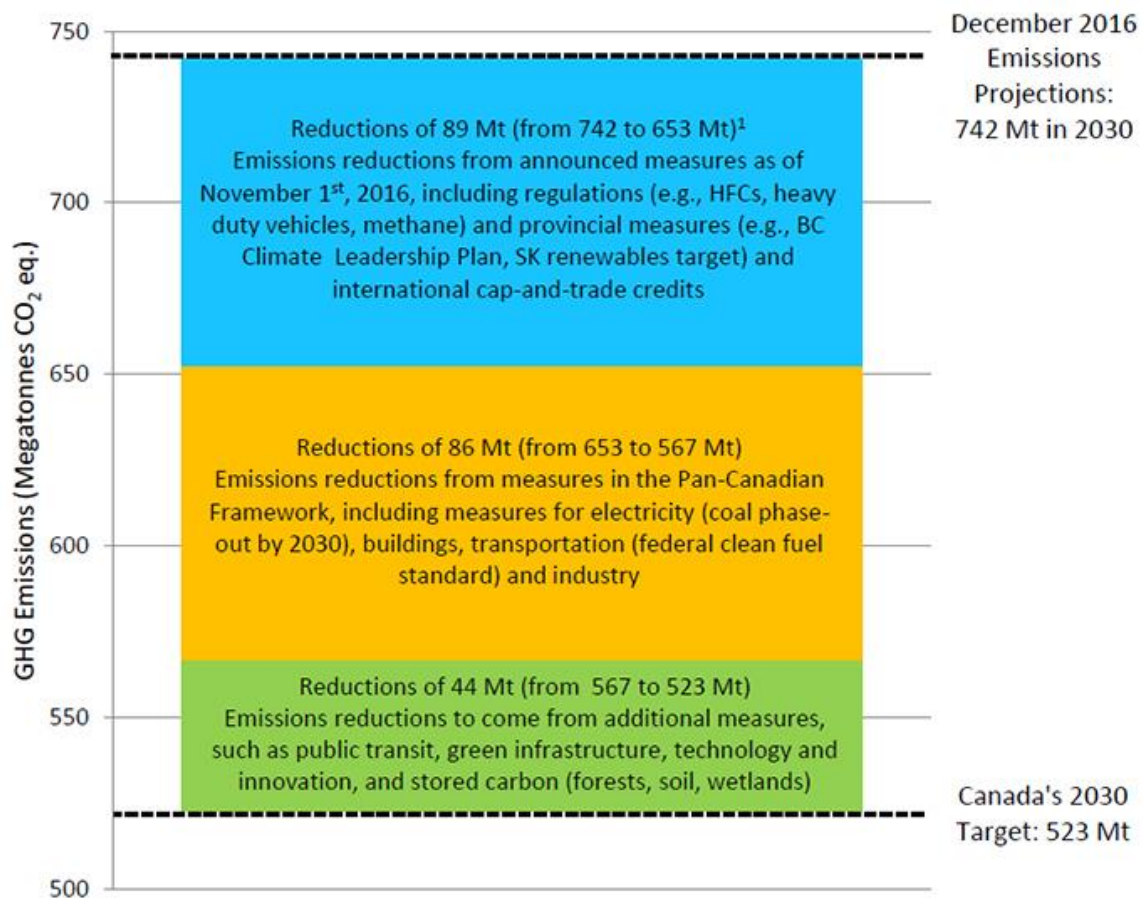 750
700
650
600
550
500
GHG Emissions (Megatonnes CO₂ eq.)
December 2016
Emissions
Projections:
742 Mt in 2030
Reductions of 89 Mt (from 742 to 653 Mt)¹
Emissions reductions from announced measures as of
November 1ˢᵗ, 2016, including regulations (e.g., HFCs, heavy
duty vehicles, methane) and provincial measures (e.g., BC
Climate Leadership Plan, SK renewables target) and
international cap-and-trade credits
Reductions of 86 Mt (from 653 to 567 Mt)
Emissions reductions from measures in the Pan-Canadian
Framework, including measures for electricity (coal phase-
out by 2030), buildings, transportation (federal clean fuel
standard) and industry
Reductions of 44 Mt (from 567 to 523 Mt)
Emissions reductions to come from additional measures,
such as public transit, green infrastructure, technology and
innovation, and stored carbon (forests, soil, wetlands)
Canada's 2030
Target: 523 Mt